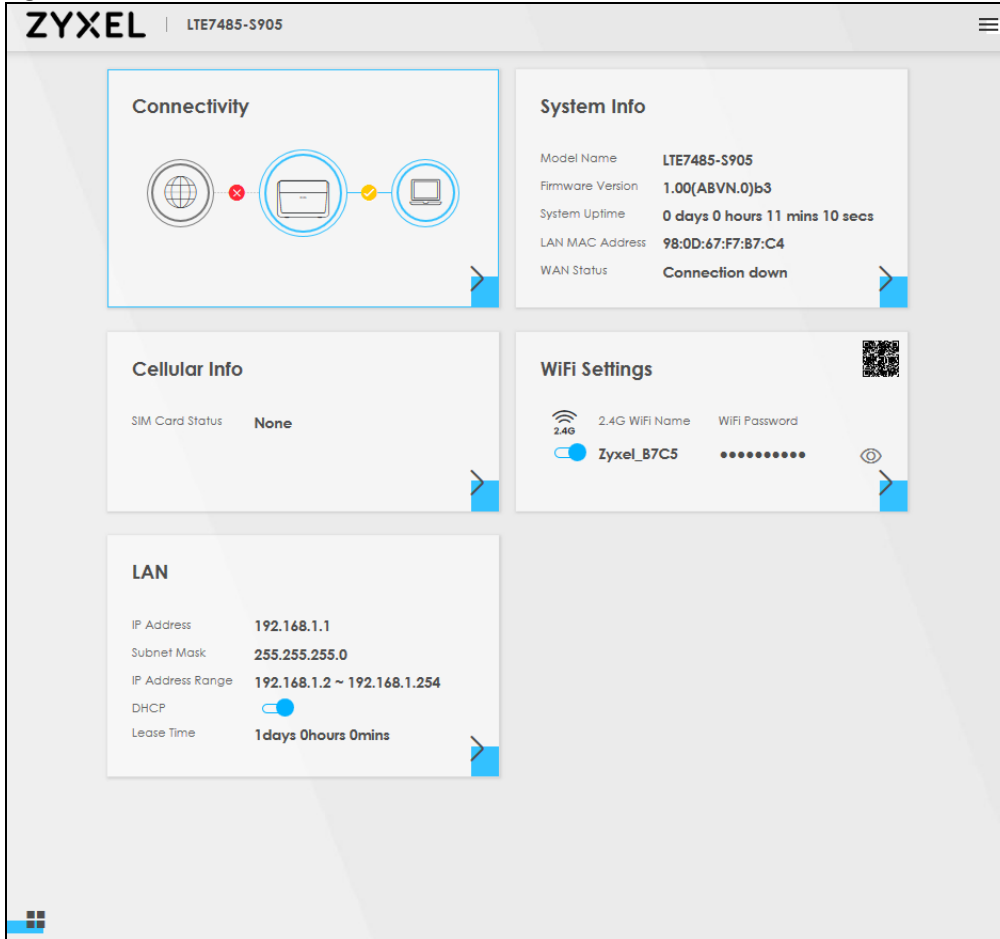 ZYXEL LTE7485-S905
Connectivity
System Info
Model Name LTE7485-S905
Firmware Version 1.00(ABVN.0)b3
System Uptime 0 days 0 hours 11 mins 10 secs
LAN MAC Address 98:0D:67:F7:B7:C4
WAN Status Connection down
Cellular Info
SIM Card Status None
WiFi Settings
2.4G 2.4G WiFi Name WiFi Password
Zyxel_B7C5 ●●●●●●●●●●
LAN
IP Address 192.168.1.1
Subnet Mask 255.255.255.0
IP Address Range 192.168.1.2 ~ 192.168.1.254
DHCP
Lease Time 1days 0hours 0mins